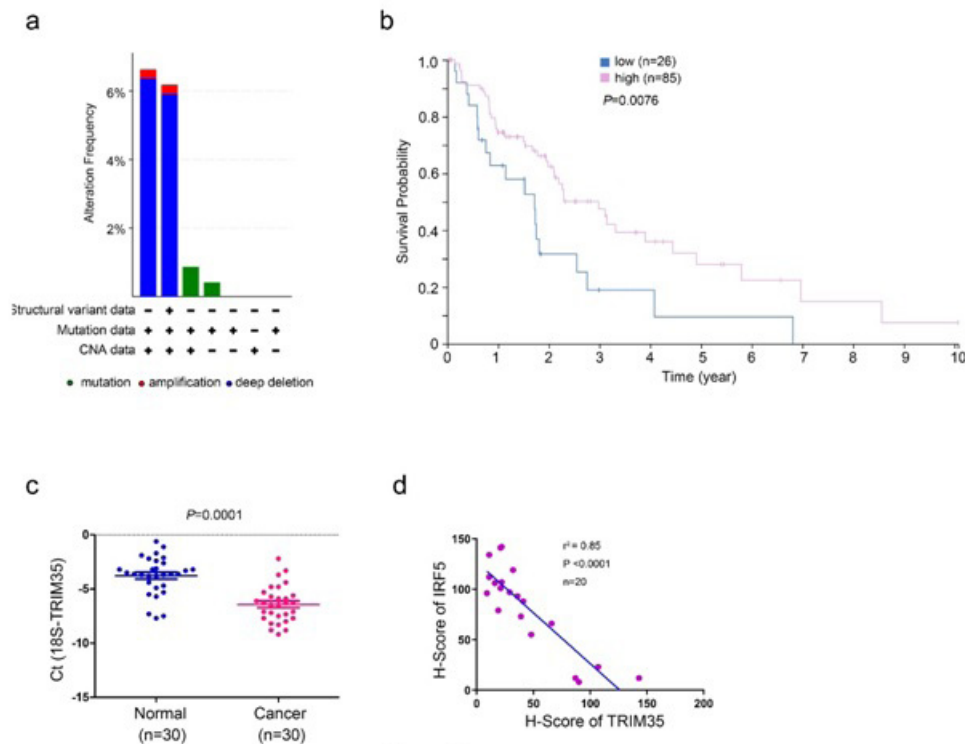 a
6%
4%
2%
Alteration Frequency
Structural variant data - + - - - - -
Mutation data + + + + + - +
CNA data + + + - - + -
mutation amplification deep deletion
b
low (n=26)
high (n=85)
P=0.0076
1.0
0.8
0.6
0.4
0.2
0
Survival Probability
0 1 2 3 4 5 6 7 8 9 10
Time (year)
c
P=0.0001
0
-5
-10
-15
Ct (18S-TRIM35)
Normal Cancer
(n=30) (n=30)
d
r² = 0.85
P <0.0001
n=20
150
100
50
0
H-Score of IRF5
0 50 100 150 200
H-Score of TRIM35